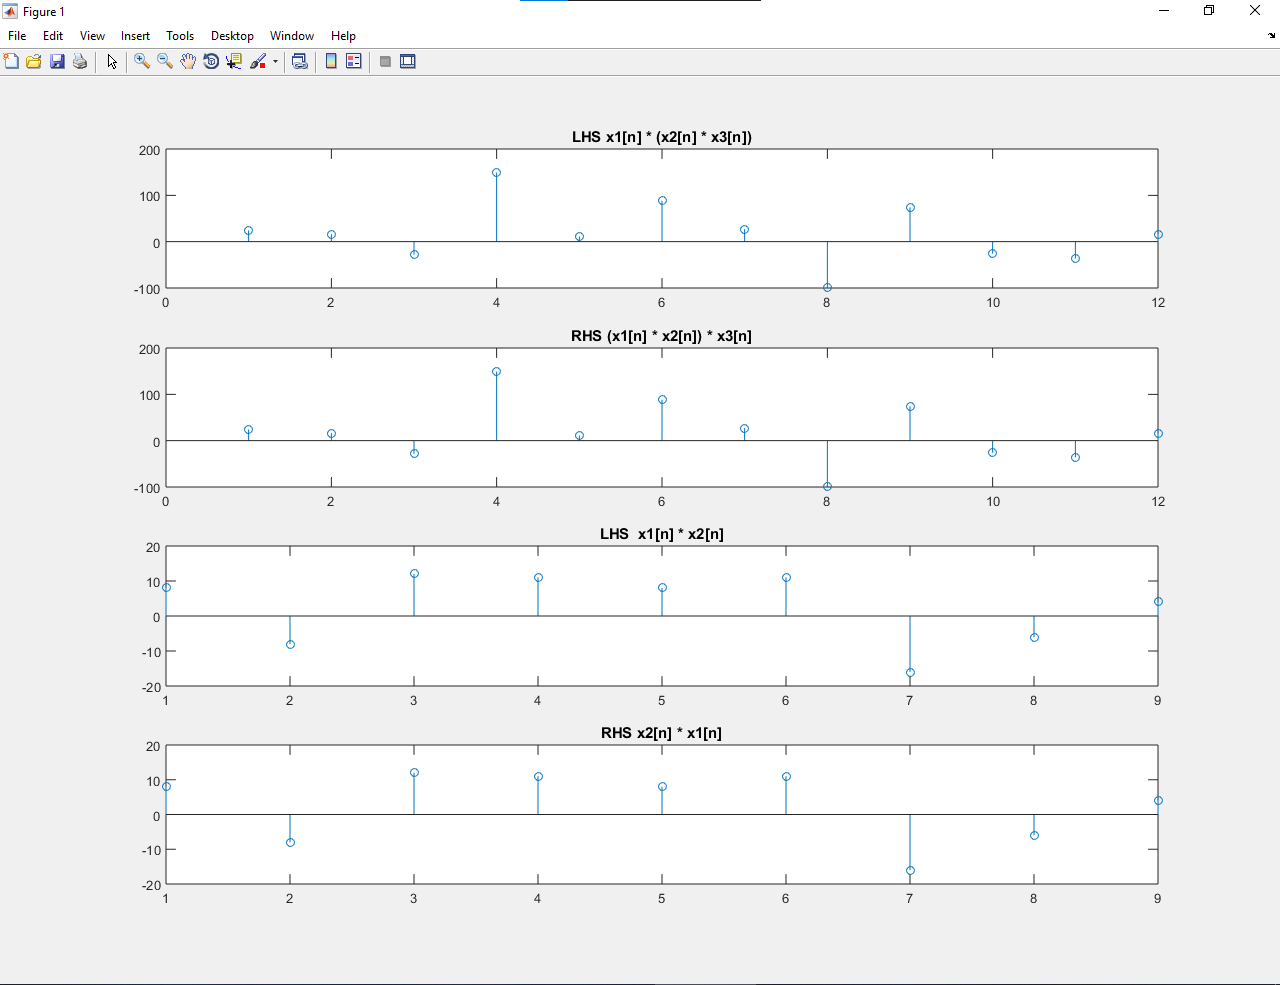 Figure 1
File Edit View Insert Tools Desktop Window Help
LHS x1[n] * (x2[n] * x3[n])
200
100
0
-100
0 2 4 6 8 10 12
RHS (x1[n] * x2[n]) * x3[n]
200
100
0
-100
0 2 4 6 8 10 12
LHS  x1[n] * x2[n]
20
10
0
-10
-20
1 2 3 4 5 6 7 8 9
RHS x2[n] * x1[n]
20
10
0
-10
-20
1 2 3 4 5 6 7 8 9